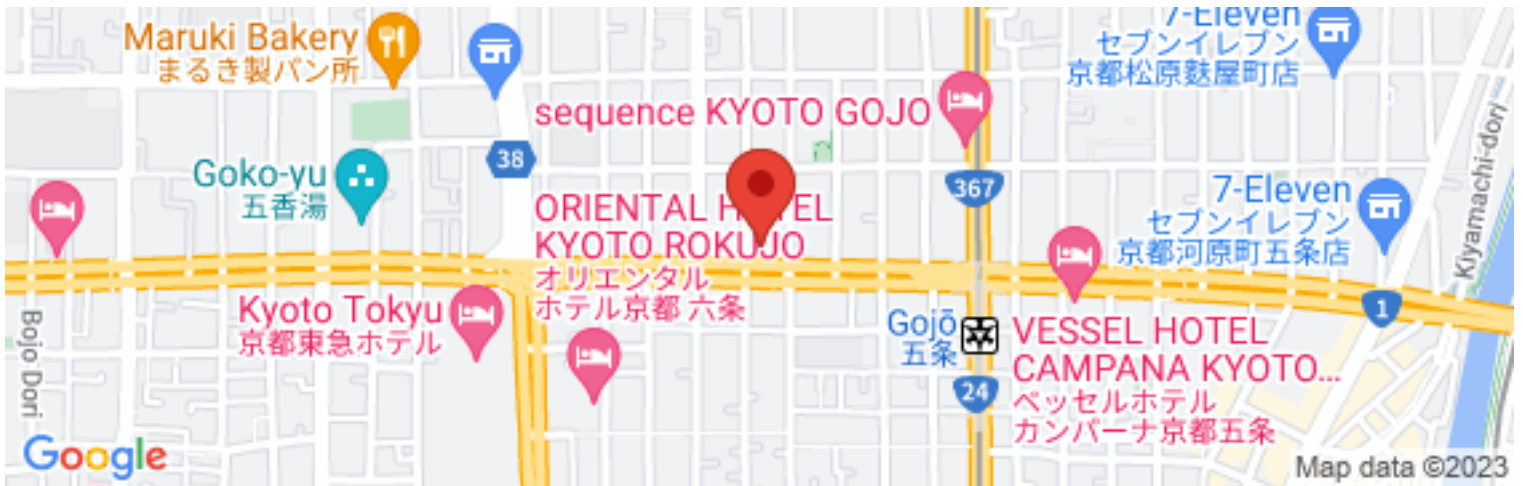 Maruki Bakery
まるき製パン所
7-Eleven
セブンイレブン
京都松原麩屋町店
sequence KYOTO GOJO
38
Goko-yu
五香湯
367
7-Eleven
セブンイレブン
京都河原町五条店
Kiyamachi-dori
ORIENTAL HOTEL
KYOTO ROKUJO
オリエンタル
ホテル京都 六条
Kyoto Tokyu
京都東急ホテル
Bojo Dori
Gojō
五条
1
VESSEL HOTEL
CAMPANA KYOTO...
ベッセルホテル
カンパーナ京都五条
24
Google
Map data ©2023